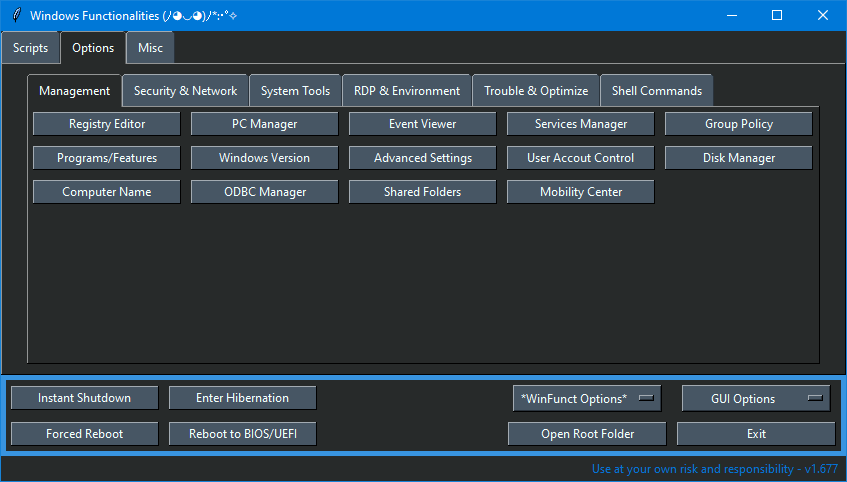 Windows Functionalities (ﾉ◕◡◕)ﾉ*:･ﾟ✧
Scripts Options Misc
Management Security & Network System Tools RDP & Environment Trouble & Optimize Shell Commands
Registry Editor PC Manager Event Viewer Services Manager Group Policy
Programs/Features Windows Version Advanced Settings User Accout Control Disk Manager
Computer Name ODBC Manager Shared Folders Mobility Center
Instant Shutdown Enter Hibernation *WinFunct Options* GUI Options
Forced Reboot Reboot to BIOS/UEFI Open Root Folder Exit
Use at your own risk and responsibility - v1.677